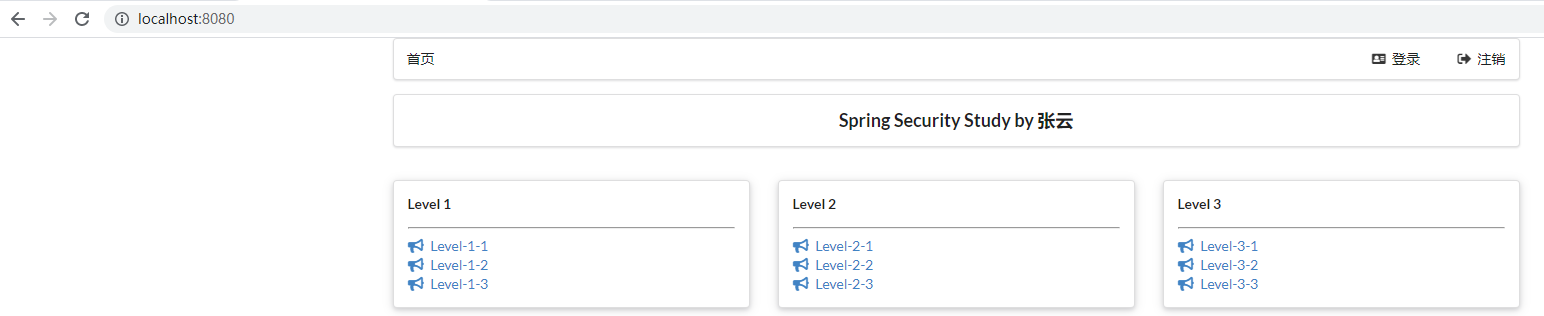 localhost:8080
首页 登录 注销
Spring Security Study by 张云
Level 1 Level 2 Level 3
Level-1-1 Level-2-1 Level-3-1
Level-1-2 Level-2-2 Level-3-2
Level-1-3 Level-2-3 Level-3-3